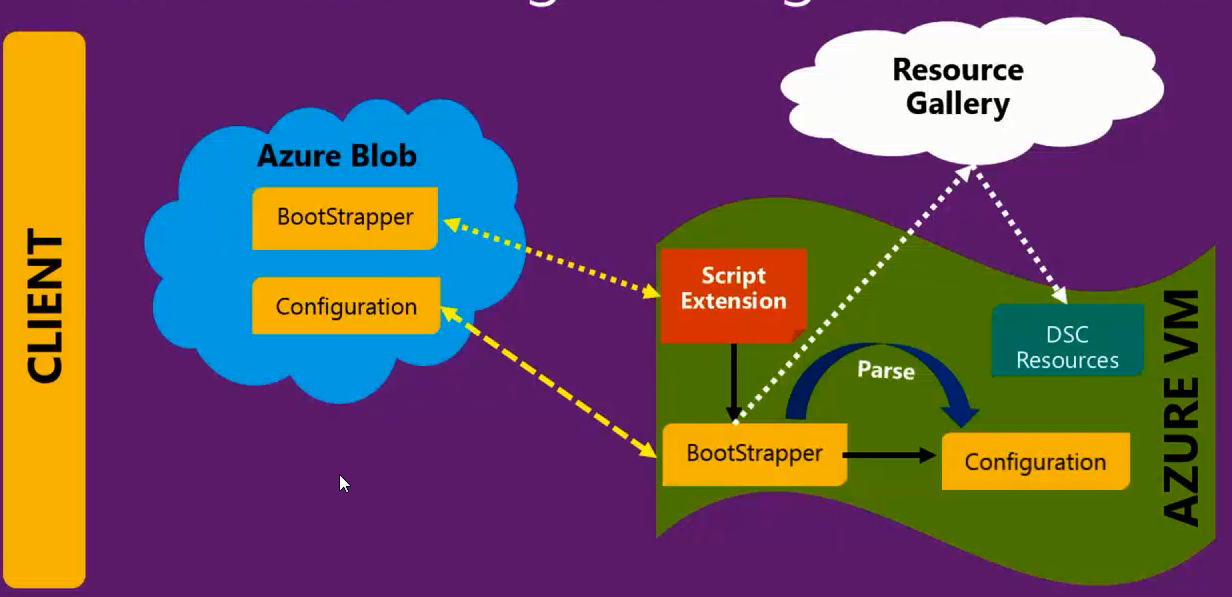 CLIENT
Azure Blob
BootStrapper
Configuration
Resource
Gallery
Script
Extension
Parse
DSC
Resources
BootStrapper
Configuration
AZURE VM